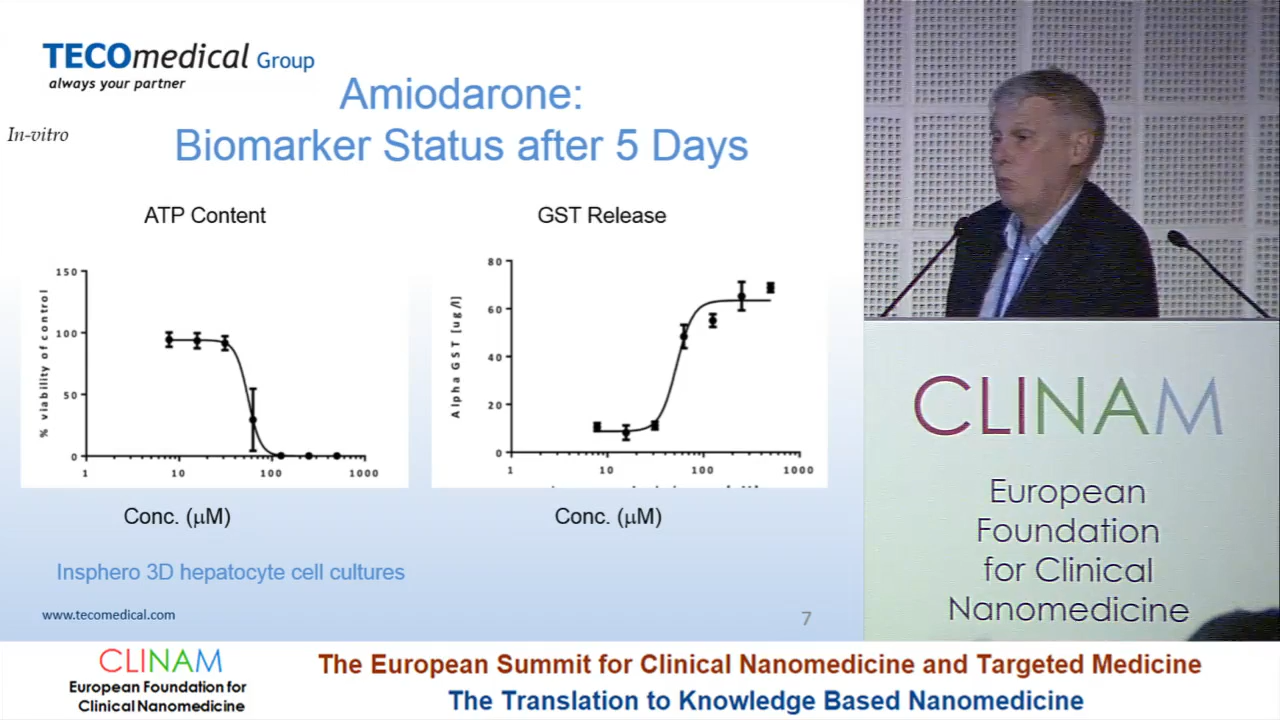 TECOmedical Group
always your partner
Amiodarone:
In-vitro
Biomarker Status after 5 Days
ATP Content
GST Release
% viability of control
150
100
50
0
1
10
100
1000
Alpha GST [ug/l]
80
60
40
20
0
1
10
100
1000
Conc. (μM)
Conc. (μM)
Insphero 3D hepatocyte cell cultures
www.tecomedical.com
7
CLINAM
European
Foundation
for Clinical
Nanomedicine
CLINAM
European Foundation for
Clinical Nanomedicine
The European Summit for Clinical Nanomedicine and Targeted Medicine
The Translation to Knowledge Based Nanomedicine